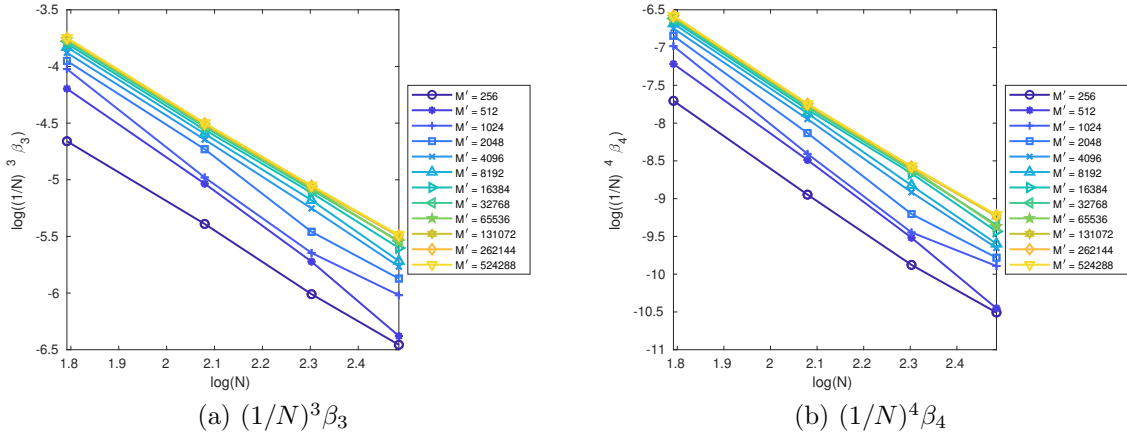 -3.5
-4
-4.5
-5
-5.5
-6
-6.5
log((1/N) ³ β₃)
1.8 1.9 2 2.1 2.2 2.3 2.4
log(N)
M′ = 256
M′ = 512
M′ = 1024
M′ = 2048
M′ = 4096
M′ = 8192
M′ = 16384
M′ = 32768
M′ = 65536
M′ = 131072
M′ = 262144
M′ = 524288
(a) (1/N)³β₃
-6.5
-7
-7.5
-8
-8.5
-9
-9.5
-10
-10.5
-11
log((1/N) ⁴ β₄)
1.8 1.9 2 2.1 2.2 2.3 2.4
log(N)
M′ = 256
M′ = 512
M′ = 1024
M′ = 2048
M′ = 4096
M′ = 8192
M′ = 16384
M′ = 32768
M′ = 65536
M′ = 131072
M′ = 262144
M′ = 524288
(b) (1/N)⁴β₄